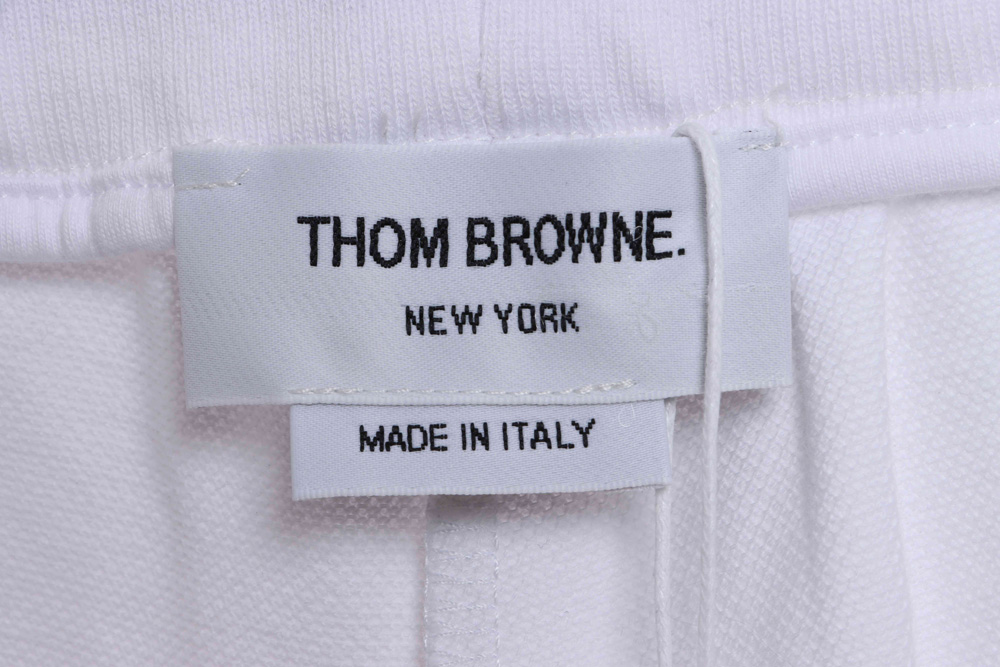 THOM BROWNE.
NEW YORK
MADE IN ITALY